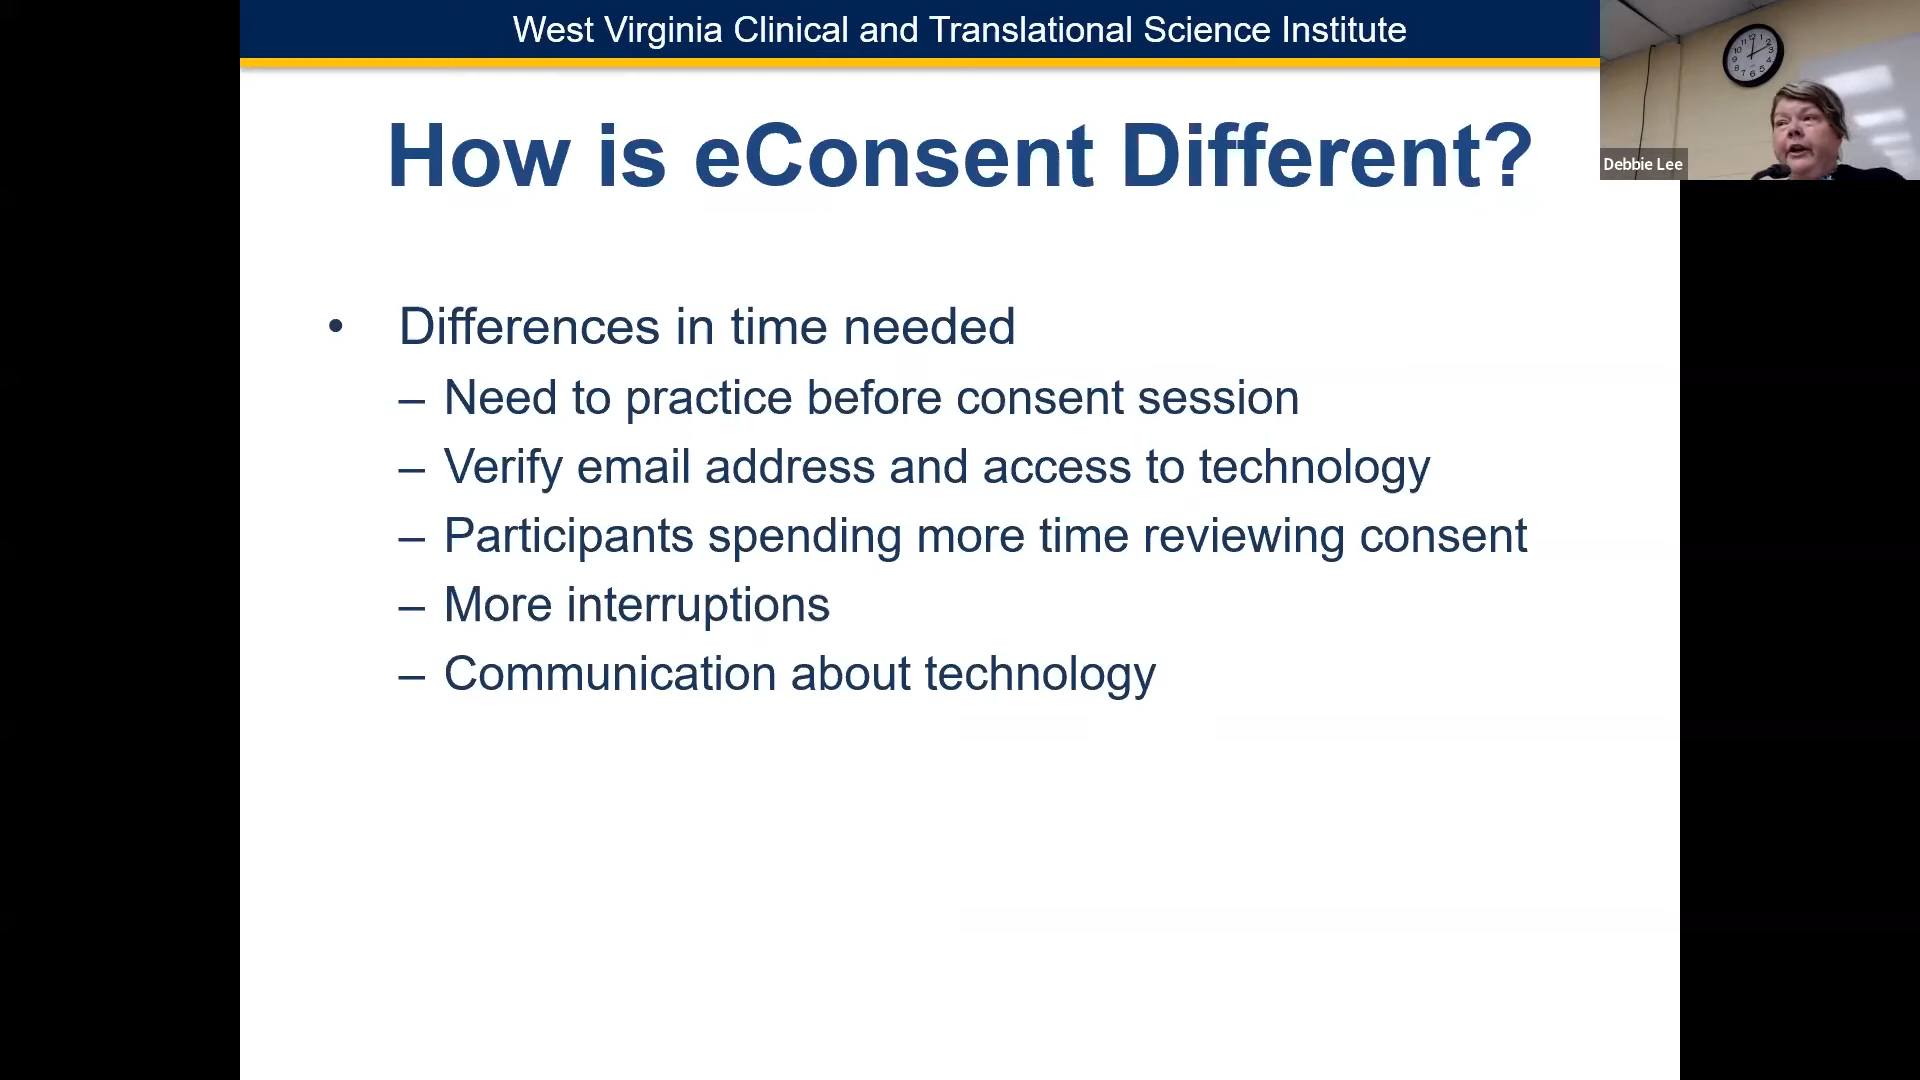 West Virginia Clinical and Translational Science Institute
How is eConsent Different?
Debbie Lee
• Differences in time needed
– Need to practice before consent session
– Verify email address and access to technology
– Participants spending more time reviewing consent
– More interruptions
– Communication about technology